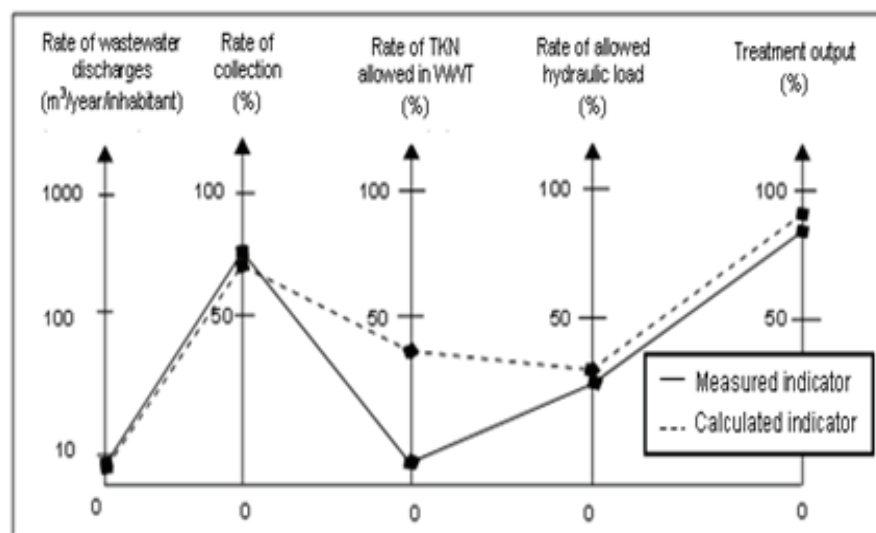 Rate of wastewater
discharges
(m³/year/inhabitant)
Rate of
collection
(%)
Rate of TKN
allowed in WWT
(%)
Rate of allowed
hydraulic load
(%)
Treatment output
(%)
1000
100
10
0
100
50
0
100
50
0
100
50
0
100
50
0
Measured indicator
Calculated indicator